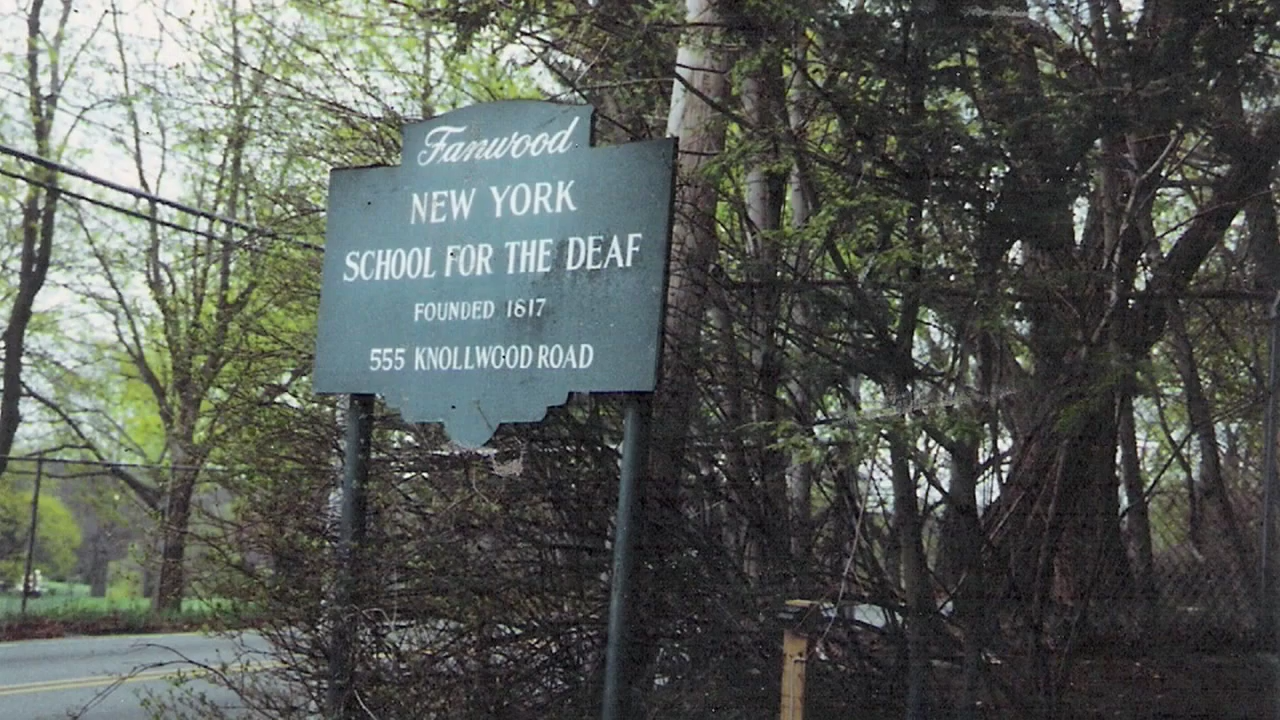 Fanwood
NEW YORK
SCHOOL FOR THE DEAF
FOUNDED 1817
555 KNOLLWOOD ROAD